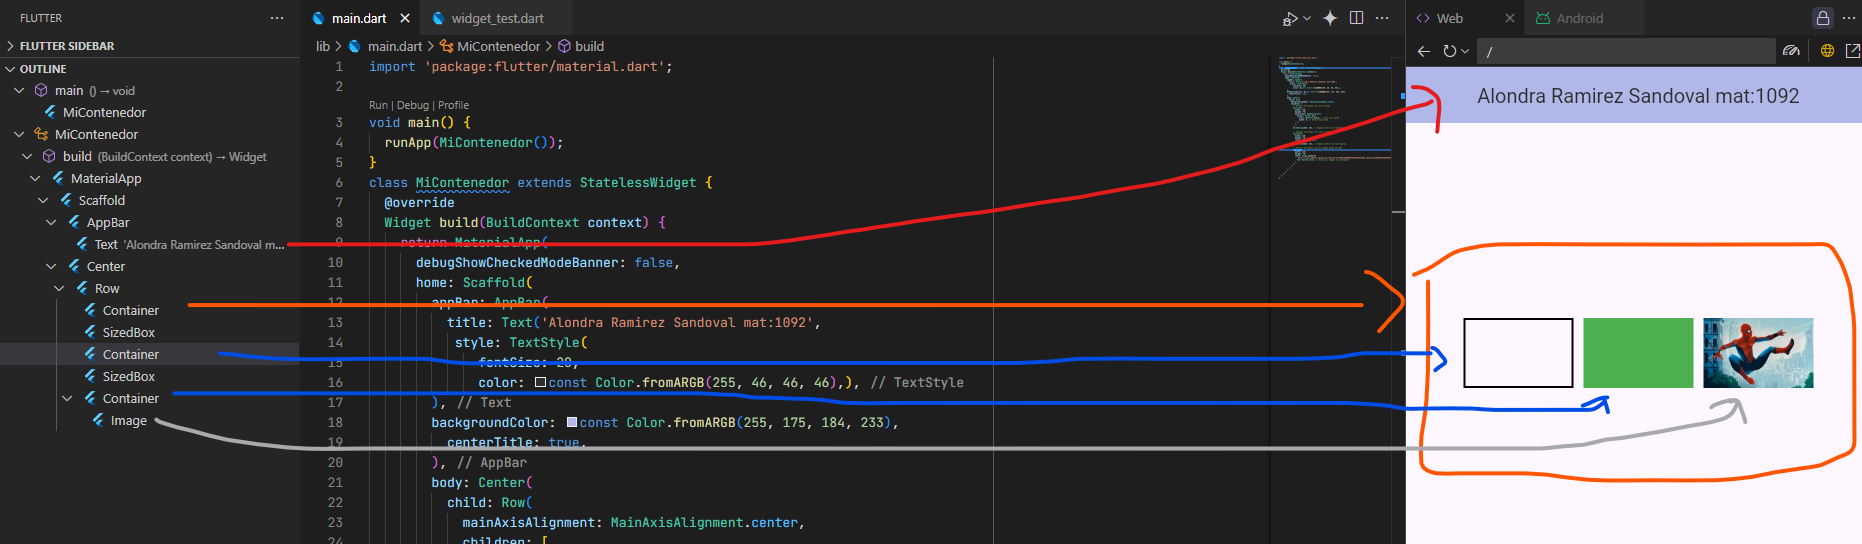 FLUTTER
FLUTTER SIDEBAR
OUTLINE
main () → void
MiContenedor
MiContenedor
build (BuildContext context) → Widget
MaterialApp
Scaffold
AppBar
Text 'Alondra Ramirez Sandoval m...
Center
Row
Container
SizedBox
Container
SizedBox
Container
Image
main.dart
widget_test.dart
lib > main.dart > MiContenedor > build
1 import 'package:flutter/material.dart';
2
Run | Debug | Profile
3 void main() {
4 runApp(MiContenedor());
5 }
6 class MiContenedor extends StatelessWidget {
7 @override
8 Widget build(BuildContext context) {
9 return MaterialApp(
10 debugShowCheckedModeBanner: false,
11 home: Scaffold(
12 appBar: AppBar(
13 title: Text('Alondra Ramirez Sandoval mat:1092',
14 style: TextStyle(
15 fontSize: 20,
16 color: const Color.fromARGB(255, 46, 46, 46),), // TextStyle
17 ), // Text
18 backgroundColor: const Color.fromARGB(255, 175, 184, 233),
19 centerTitle: true,
20 ), // AppBar
21 body: Center(
22 child: Row(
23 mainAxisAlignment: MainAxisAlignment.center,
24 children: [
Web
Android
/
Alondra Ramirez Sandoval mat:1092